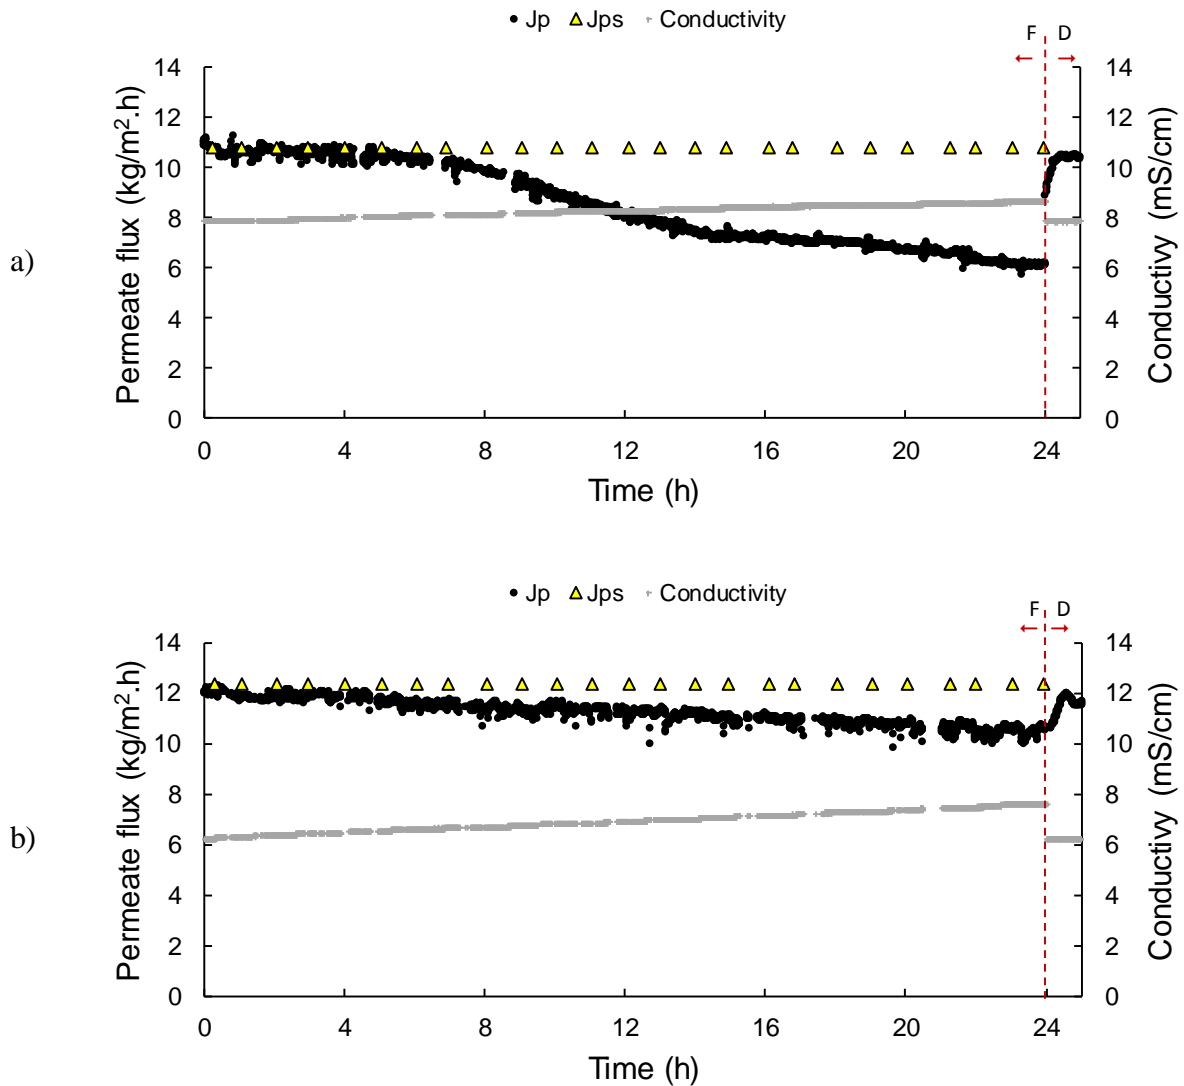 Jp Jps Conductivity
F D
14 14
12 12
10 10
8 8
6 6
4 4
2 2
0 0
Permeate flux (kg/m².h)
Conductivy (mS/cm)
a)
0 4 8 12 16 20 24
Time (h)
Jp Jps Conductivity
F D
14 14
12 12
10 10
8 8
6 6
4 4
2 2
0 0
Permeate flux (kg/m².h)
Conductivy (mS/cm)
b)
0 4 8 12 16 20 24
Time (h)